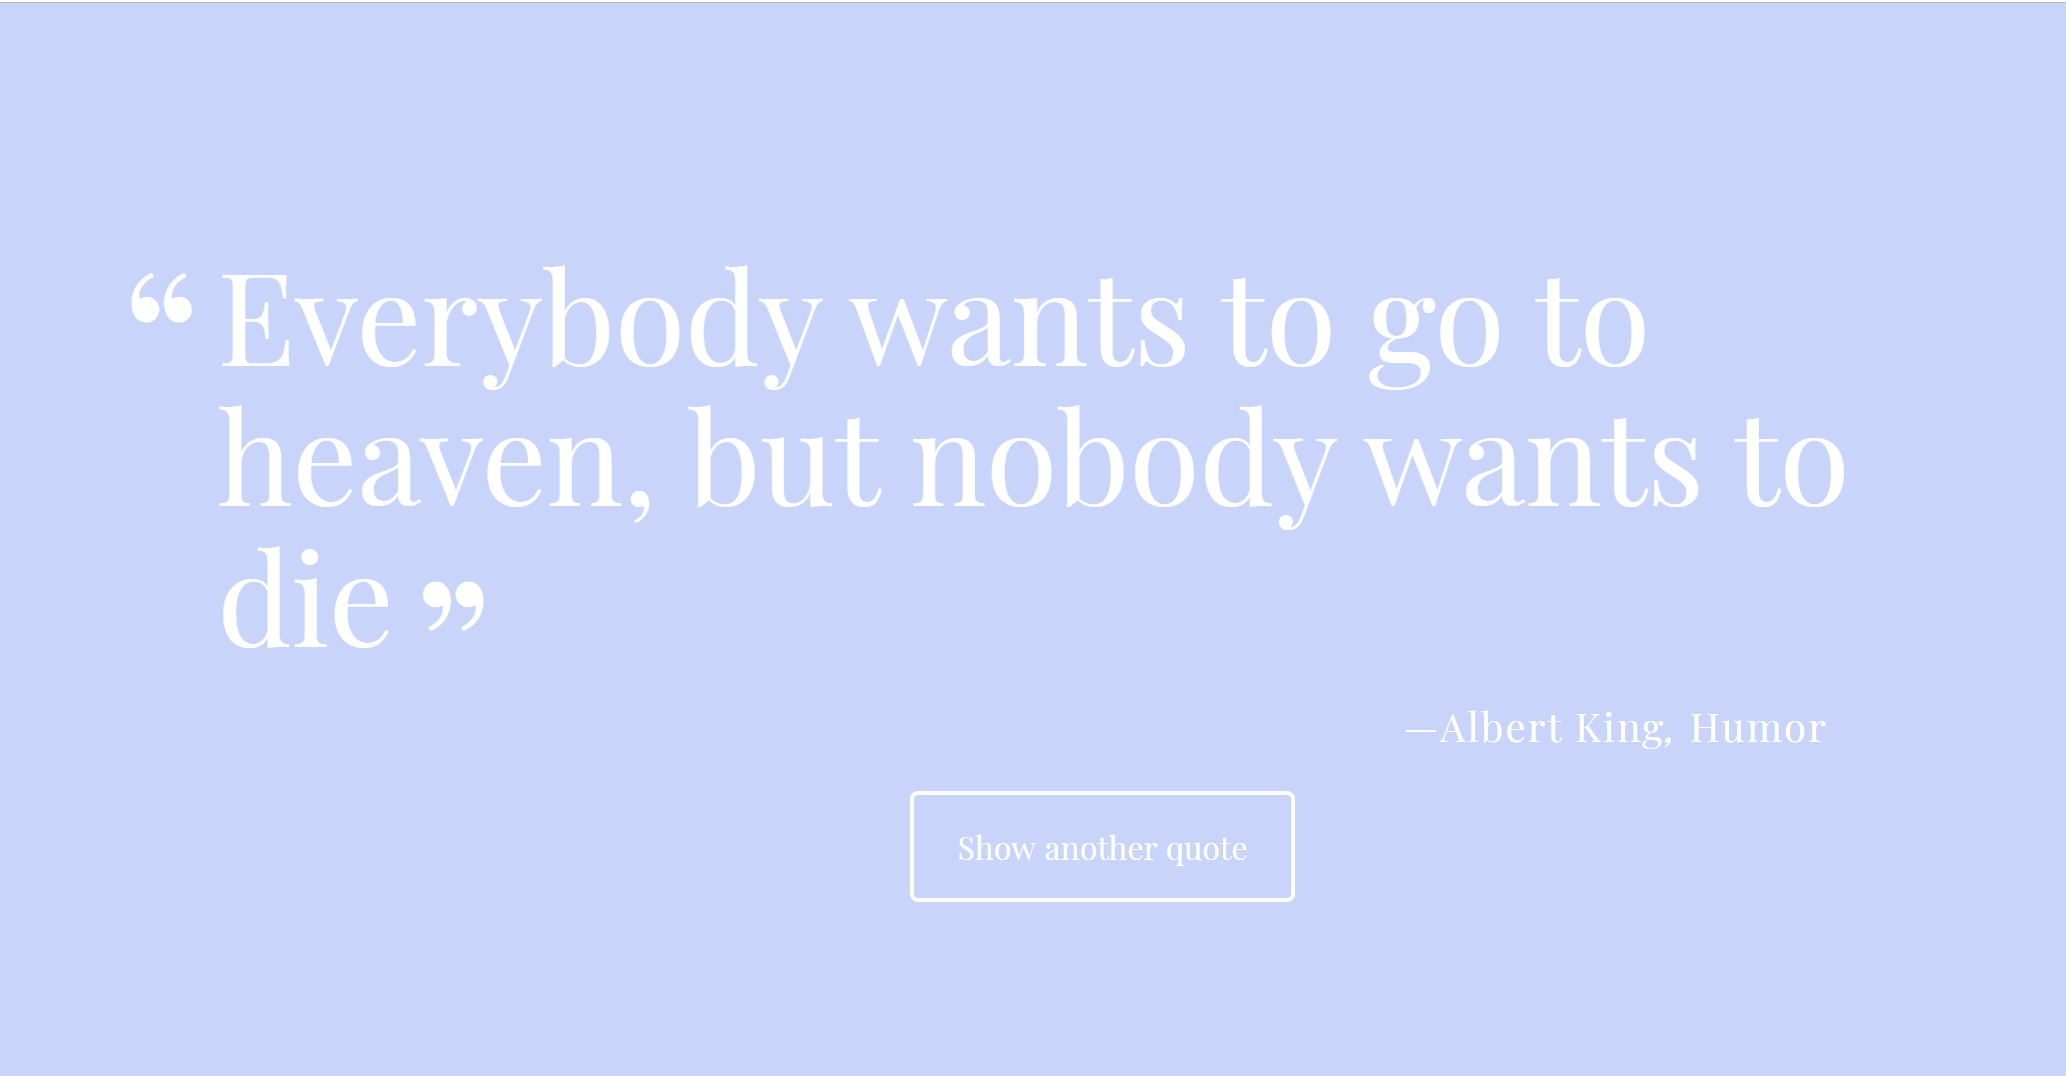 “ Everybody wants to go to
heaven, but nobody wants to
die ”
—Albert King, Humor
Show another quote